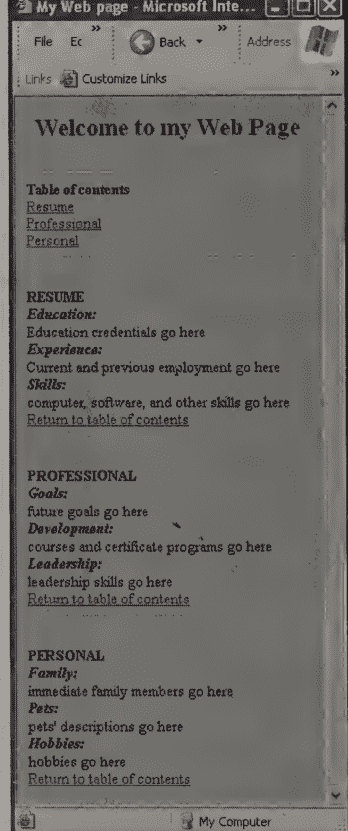 My Web page - Microsoft Inte...
File Ec » Back » Address
Links Customize Links »
Welcome to my Web Page
Table of contents
Resume
Professional
Personal
RESUME
Education:
Education credentials go here
Experience:
Current and previous employment go here
Skills:
computer, software, and other skills go here
Return to table of contents
PROFESSIONAL
Goals:
future goals go here
Development:
courses and certificate programs go here
Leadership:
leadership skills go here
Return to table of contents
PERSONAL
Family:
immediate family members go here
Pets:
pets' descriptions go here
Hobbies:
hobbies go here
Return to table of contents
My Computer